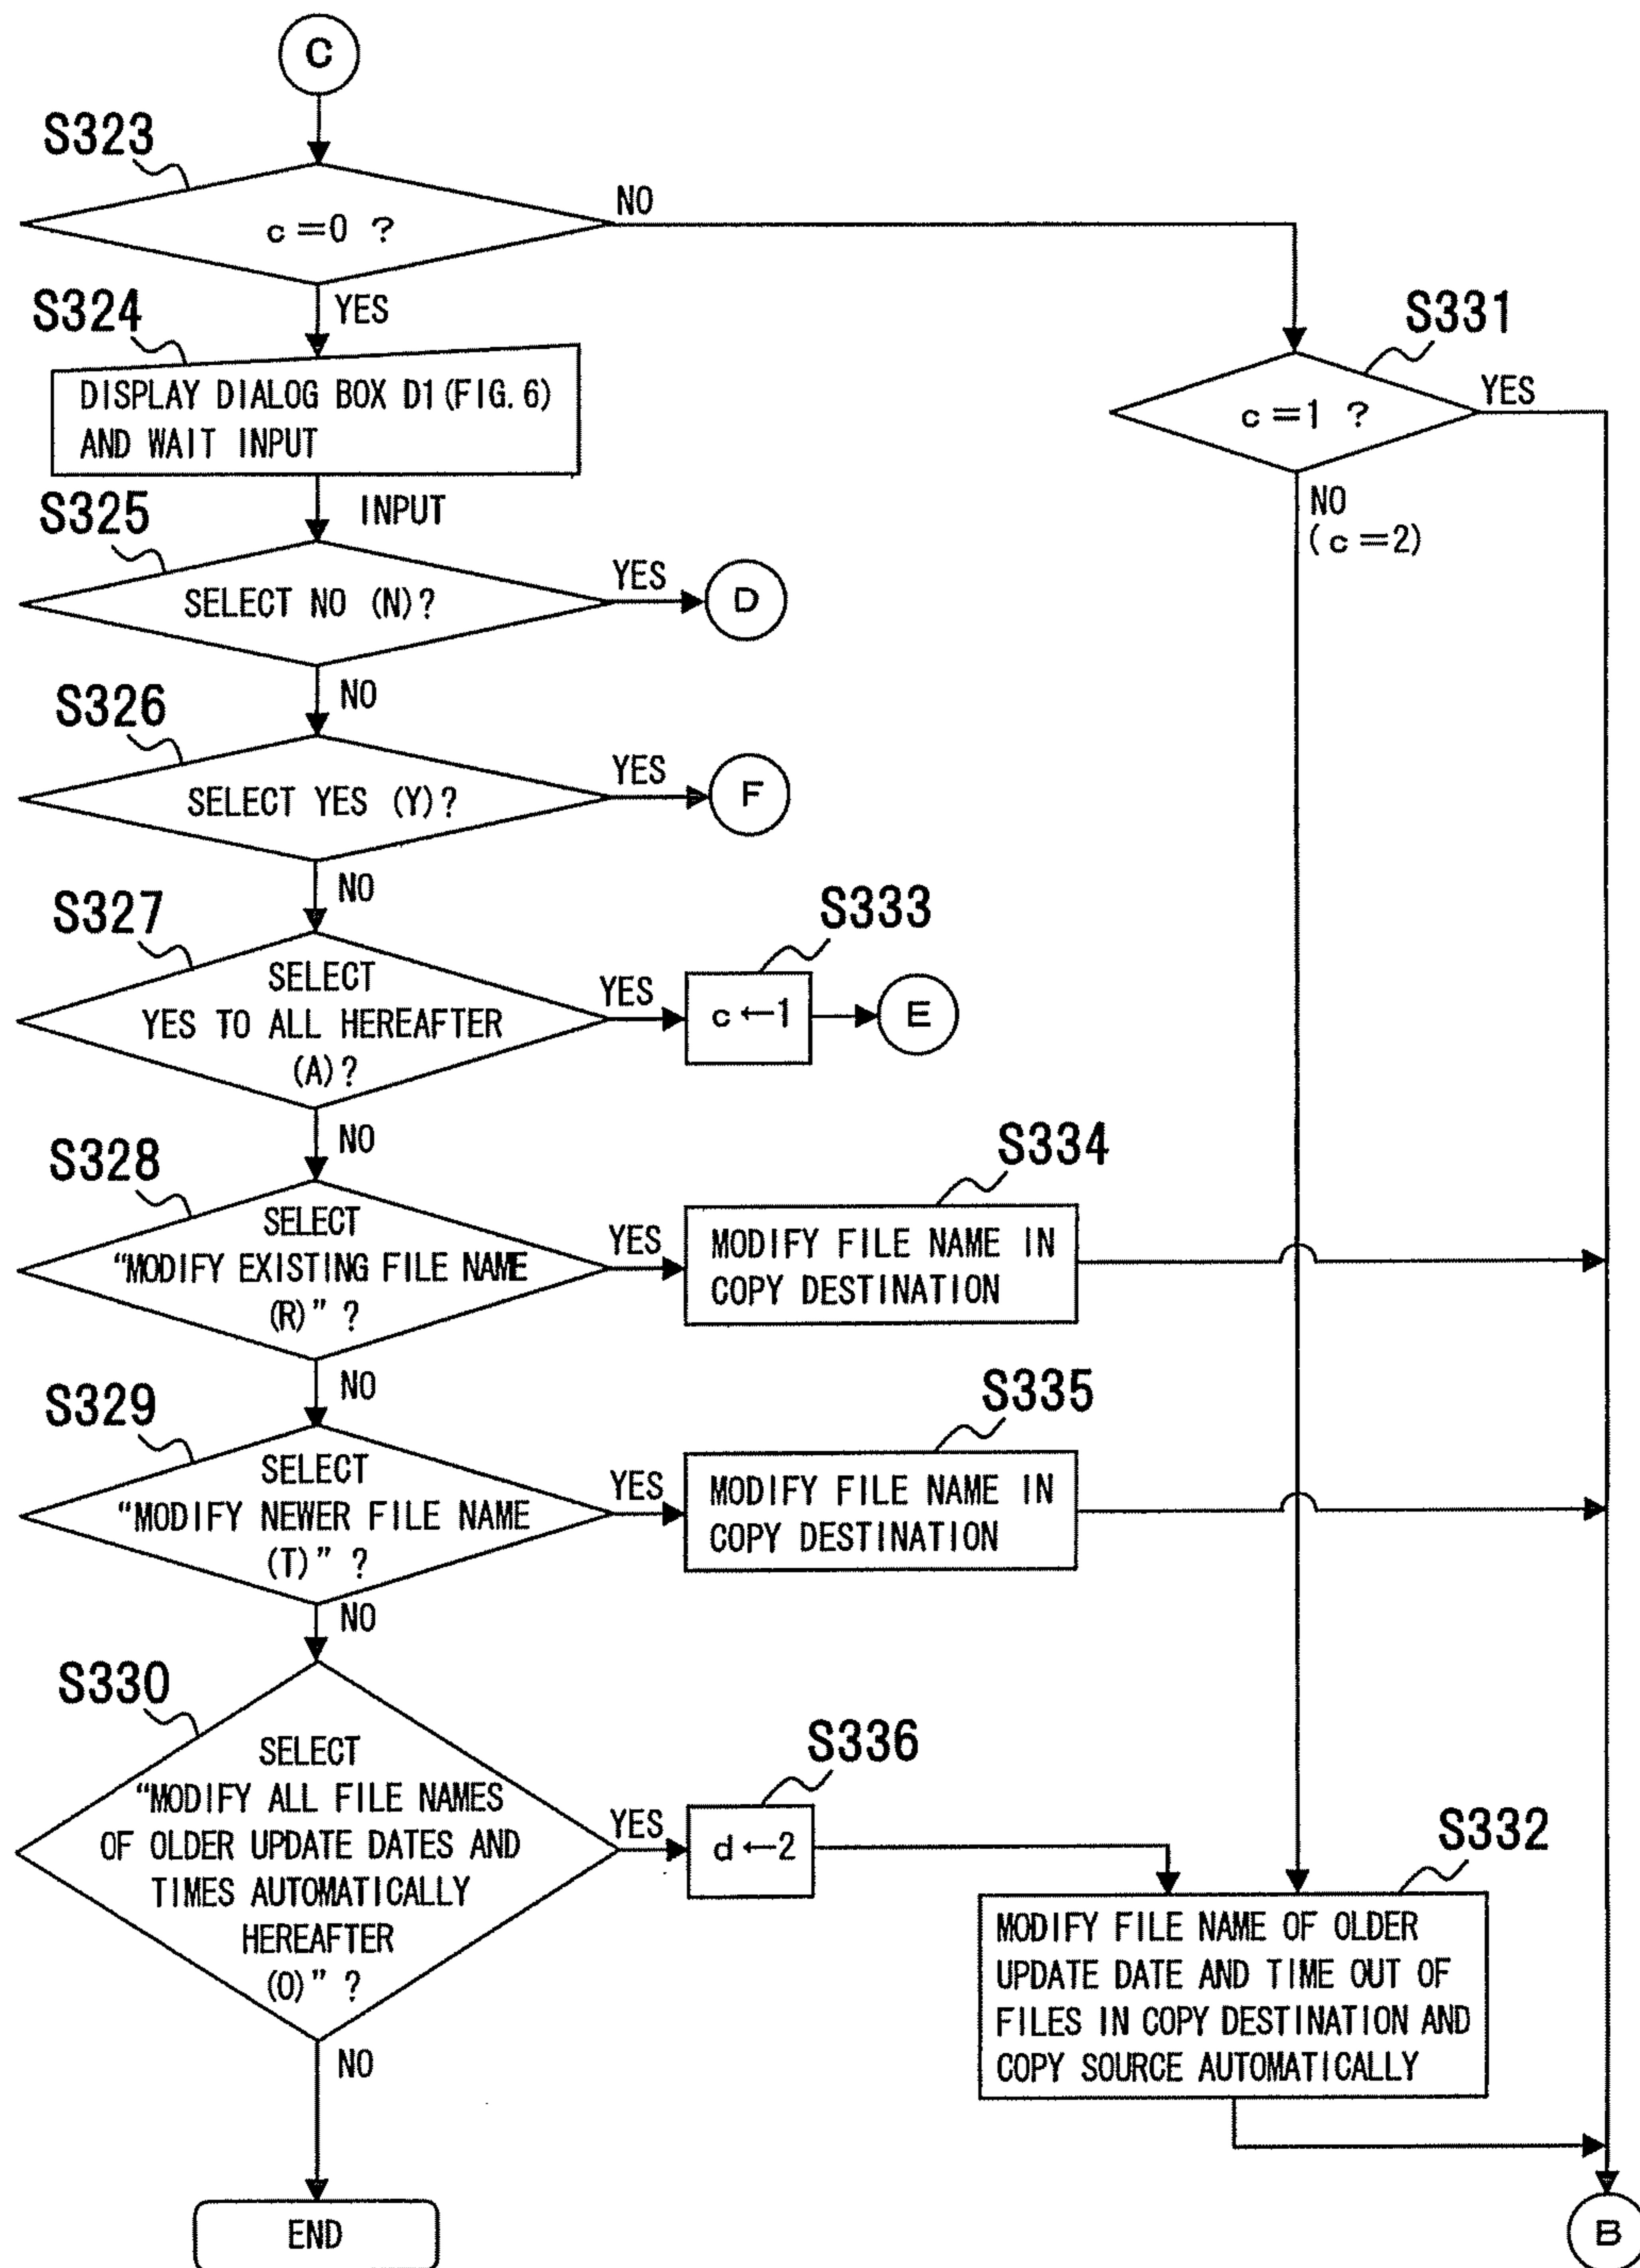 C
S323
c=0 ?
NO
YES
S324
DISPLAY DIALOG BOX D1(FIG.6)
AND WAIT INPUT
S331
c=1 ?
YES
NO
(c=2)
INPUT
S325
SELECT NO (N)?
YES
D
NO
S326
SELECT YES (Y)?
YES
F
NO
S327
SELECT
YES TO ALL HEREAFTER
(A)?
YES
S333
c←1
E
NO
S328
SELECT
“MODIFY EXISTING FILE NAME
(R)” ?
YES
S334
MODIFY FILE NAME IN
COPY DESTINATION
NO
S329
SELECT
“MODIFY NEWER FILE NAME
(T)” ?
YES
S335
MODIFY FILE NAME IN
COPY DESTINATION
NO
S330
SELECT
“MODIFY ALL FILE NAMES
OF OLDER UPDATE DATES AND
TIMES AUTOMATICALLY
HEREAFTER
(O)” ?
YES
S336
d←2
S332
MODIFY FILE NAME OF OLDER
UPDATE DATE AND TIME OUT OF
FILES IN COPY DESTINATION AND
COPY SOURCE AUTOMATICALLY
NO
END
B